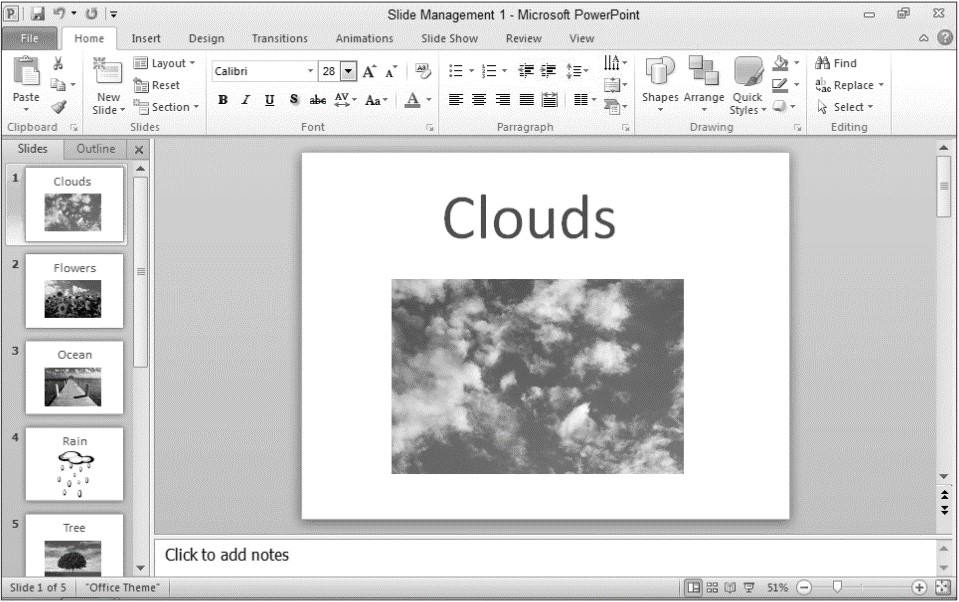 Slide Management 1 - Microsoft PowerPoint
File Home Insert Design Transitions Animations Slide Show Review View
Paste
Clipboard
New Slide
Layout
Reset
Section
Slides
Calibri 28 A A
B I U S abc AV Aa A
Font
Paragraph
Shapes Arrange Quick Styles
Drawing
Find
Replace
Select
Editing
Slides Outline
1 Clouds
2 Flowers
3 Ocean
4 Rain
5 Tree
Clouds
Click to add notes
Slide 1 of 5 "Office Theme" 51%